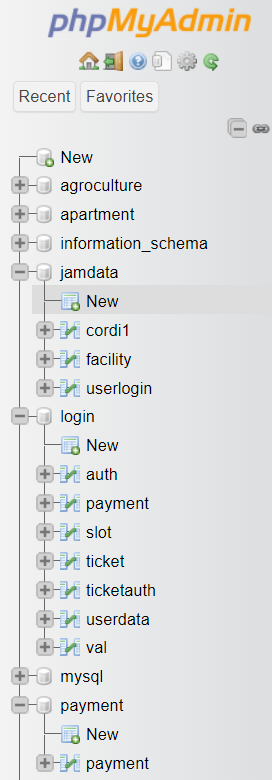 phpMyAdmin
Recent Favorites
New
agroculture
apartment
information_schema
jamdata
New
cordi1
facility
userlogin
login
New
auth
payment
slot
ticket
ticketauth
userdata
val
mysql
payment
New
payment